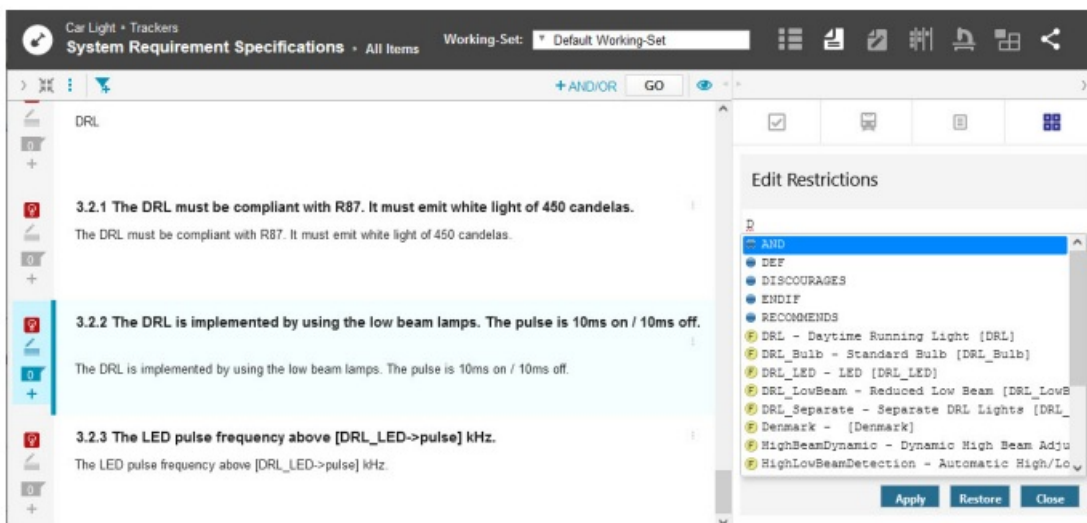 Car Light • Trackers
System Requirement Specifications • All Items
Working-Set:
Default Working-Set
+ AND/OR
GO
DRL
0
3.2.1 The DRL must be compliant with R87. It must emit white light of 450 candelas.
The DRL must be compliant with R87. It must emit white light of 450 candelas.
0
3.2.2 The DRL is implemented by using the low beam lamps. The pulse is 10ms on / 10ms off.
The DRL is implemented by using the low beam lamps. The pulse is 10ms on / 10ms off.
0
3.2.3 The LED pulse frequency above [DRL_LED->pulse] kHz.
The LED pulse frequency above [DRL_LED->pulse] kHz.
0
Edit Restrictions
D
AND
DEF
DISCOURAGES
ENDIF
RECOMMENDS
F DRL - Daytime Running Light [DRL]
F DRL_Bulb - Standard Bulb [DRL_Bulb]
F DRL_LED - LED [DRL_LED]
F DRL_LowBeam - Reduced Low Beam [DRL_LowB
F DRL_Separate - Separate DRL Lights [DRL_
F Denmark - [Denmark]
F HighBeamDynamic - Dynamic High Beam Adju
F HighLowBeamDetection - Automatic High/Lo
Apply
Restore
Close